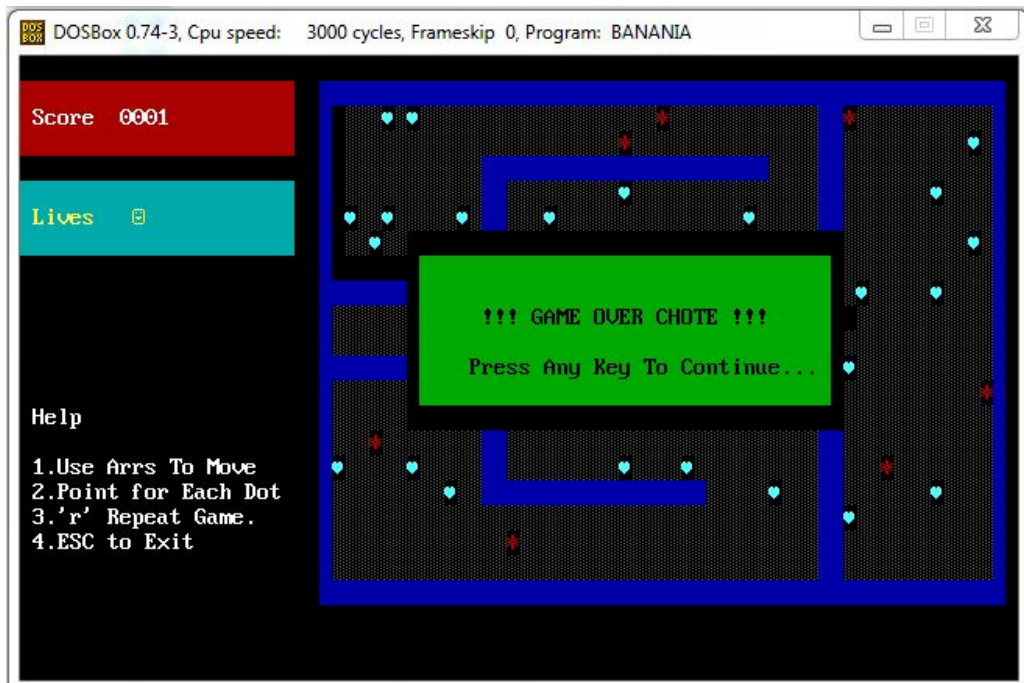 DOS
BOX
DOSBox 0.74-3, Cpu speed: 3000 cycles, Frameskip 0, Program: BANANIA
Score 0001
Lives
!!! GAME OVER CHOTE !!!
Press Any Key To Continue...
Help
1.Use Arrs To Move
2.Point for Each Dot
3.'r' Repeat Game.
4.ESC to Exit